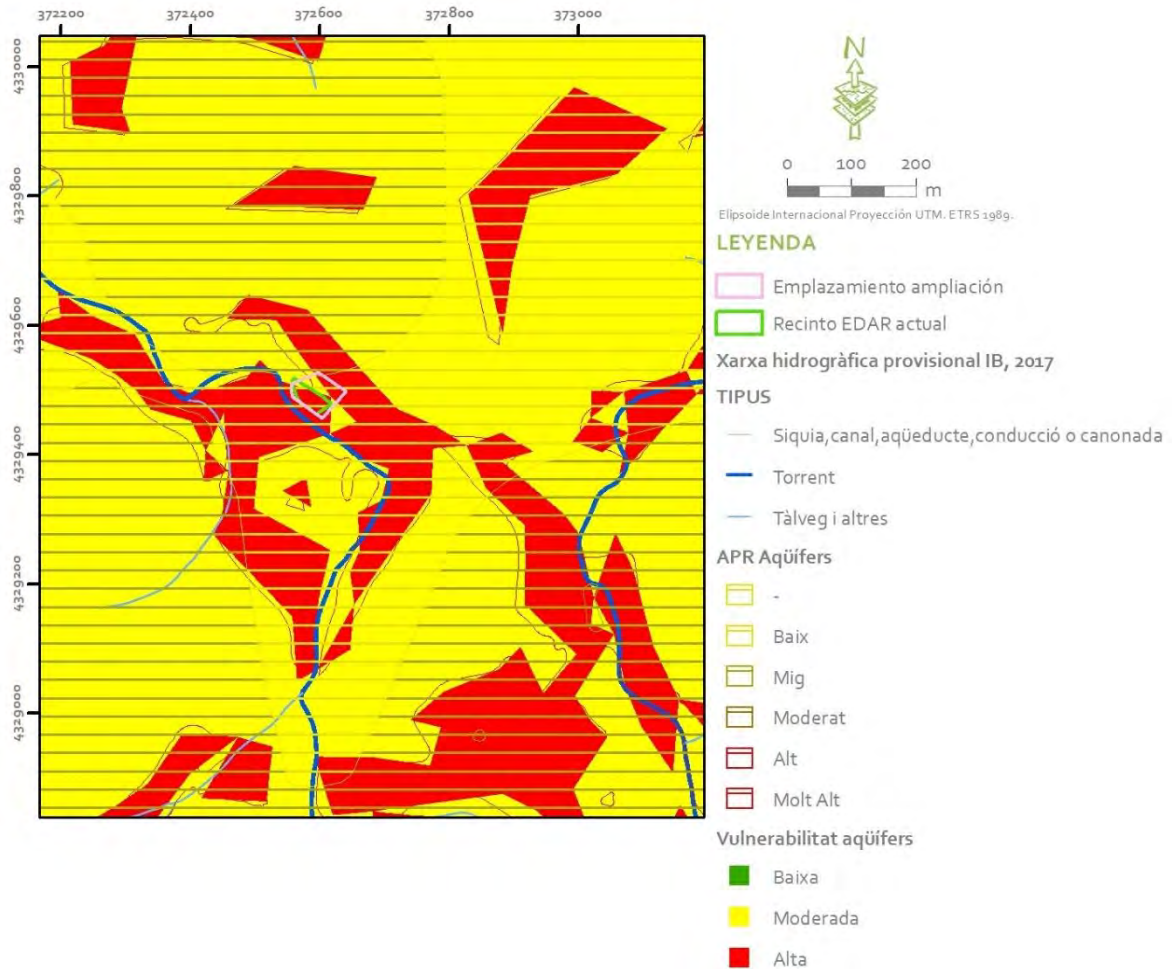 372200 372400 372600 372800 373000
4330000
4329800
4329600
4329400
4329200
4329000
N
0 100 200
m
Elipsoide Internacional Proyección UTM. ETRS 1989.
LEYENDA
Emplazamiento ampliación
Recinto EDAR actual
Xarxa hidrogràfica provisional IB, 2017
TIPUS
Siquia,canal,aqüeducte,conducció o canonada
Torrent
Tàlveg i altres
APR Aqüífers
-
Baix
Mig
Moderat
Alt
Molt Alt
Vulnerabilitat aqüífers
Baixa
Moderada
Alta